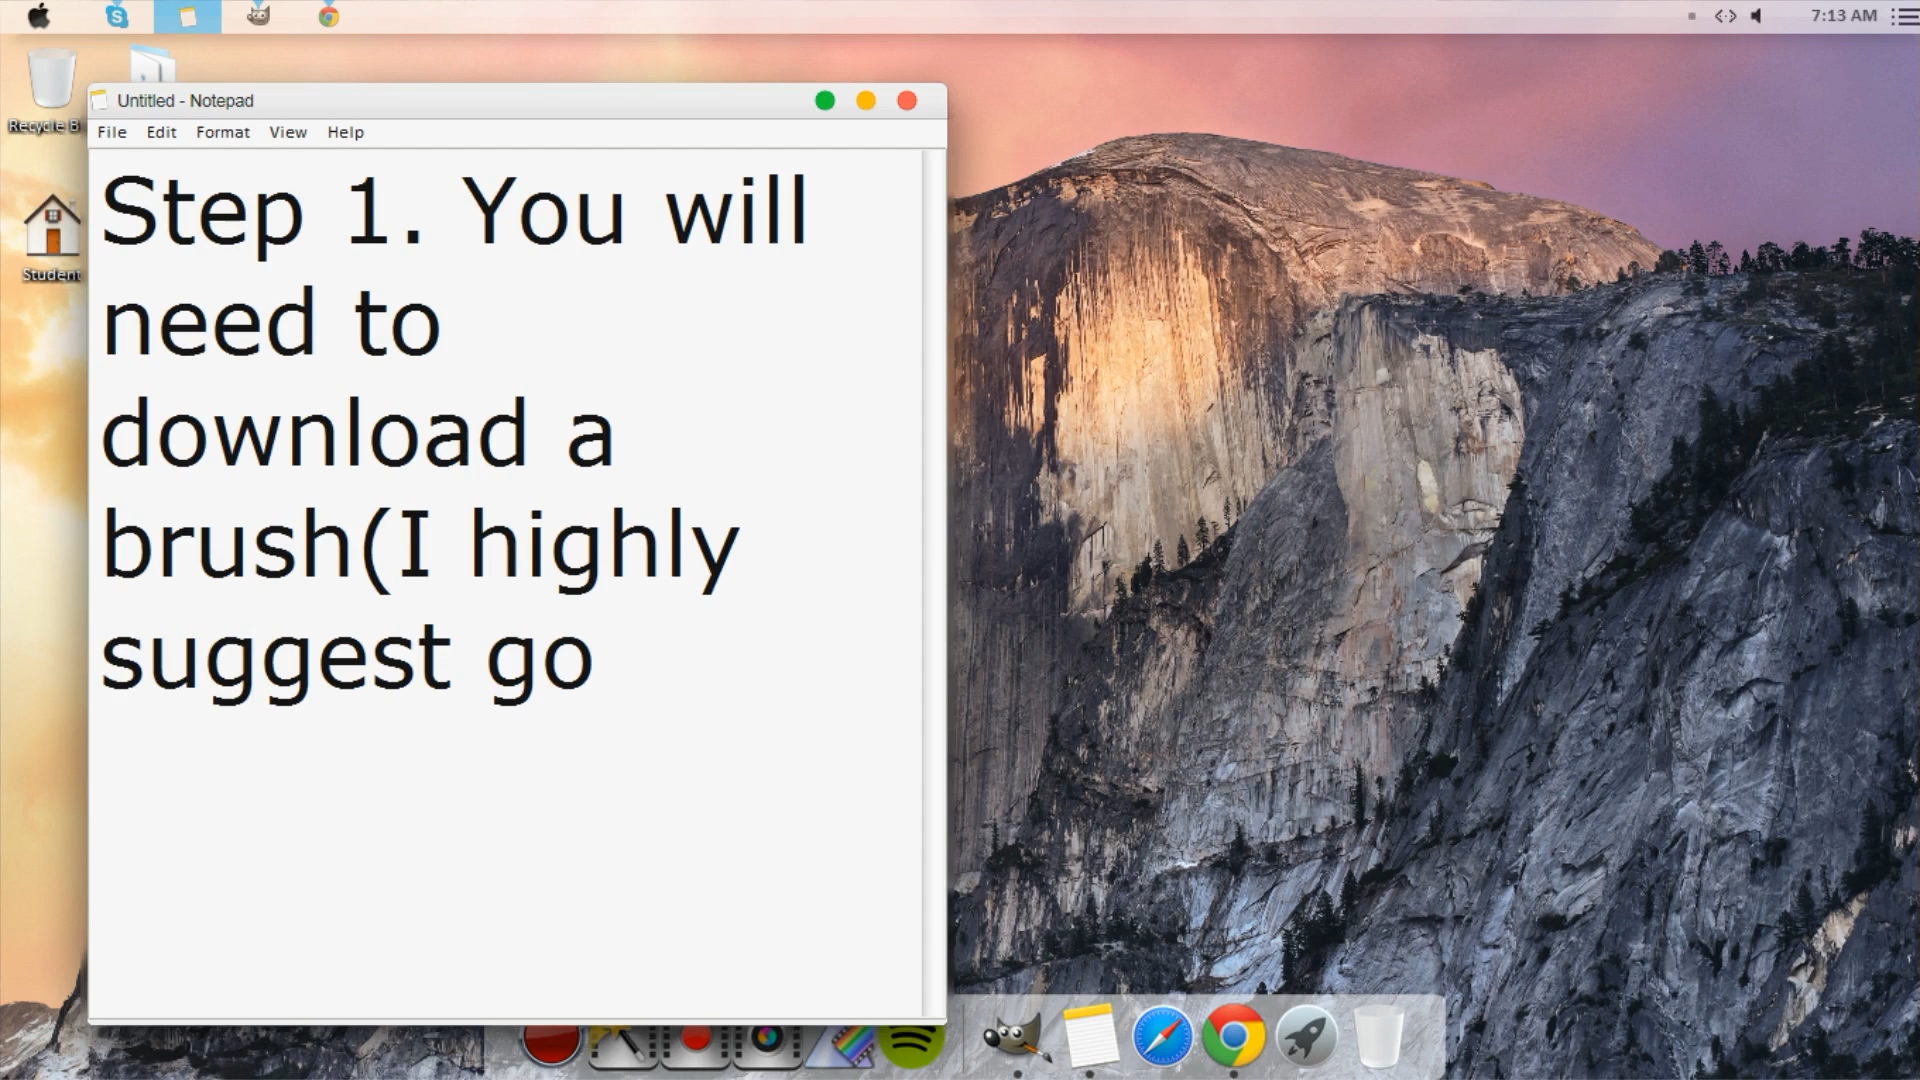 7:13 AM
Recycle B
Untitled - Notepad
File Edit Format View Help
Step 1. You will
need to
download a
brush(I highly
suggest go
Student